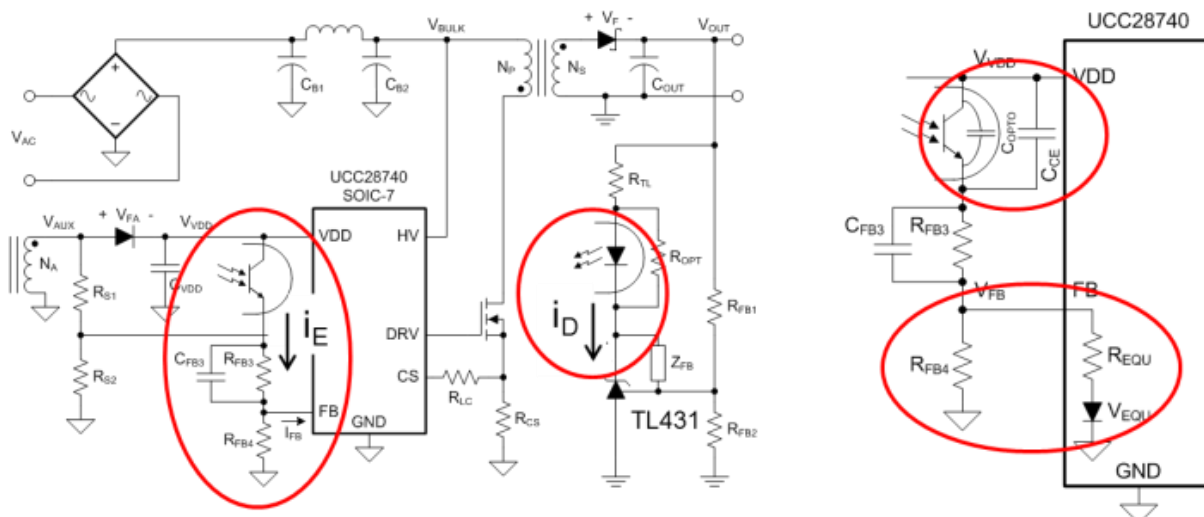 V_BULK
+ V_F -
V_OUT
N_P
N_S
C_B1
C_B2
C_OUT
V_AC
+
−
UCC28740
SOIC-7
V_AUX
+ V_FA -
V_VDD
VDD
HV
N_A
R_S1
C_VDD
i_E
DRV
C_FB3
R_FB3
R_S2
CS
R_LC
FB
I_FB
GND
R_FB4
R_CS
R_TL
R_OPT
i_D
R_FB1
Z_FB
TL431
R_FB2
UCC28740
V_VDD
VDD
C_OPTO
C_CE
C_FB3
R_FB3
V_FB
FB
R_FB4
R_EQU
V_EQU
GND